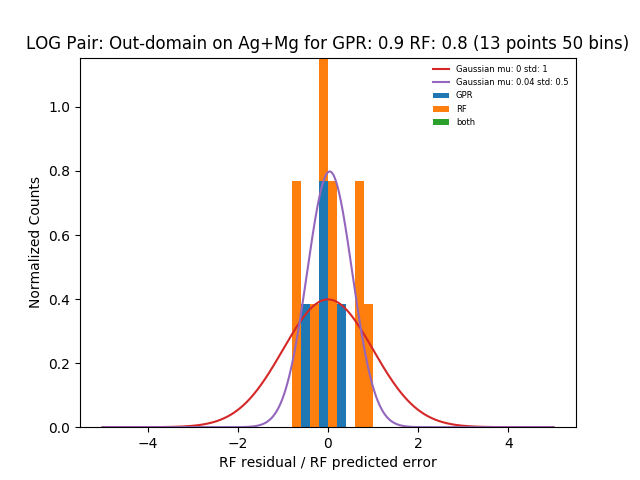 LOG Pair: Out-domain on Ag+Mg for GPR: 0.9 RF: 0.8 (13 points 50 bins)
Gaussian mu: 0 std: 1
Gaussian mu: 0.04 std: 0.5
GPR
RF
both
Normalized Counts
1.0
0.8
0.6
0.4
0.2
0.0
−4
−2
0
2
4
RF residual / RF predicted error